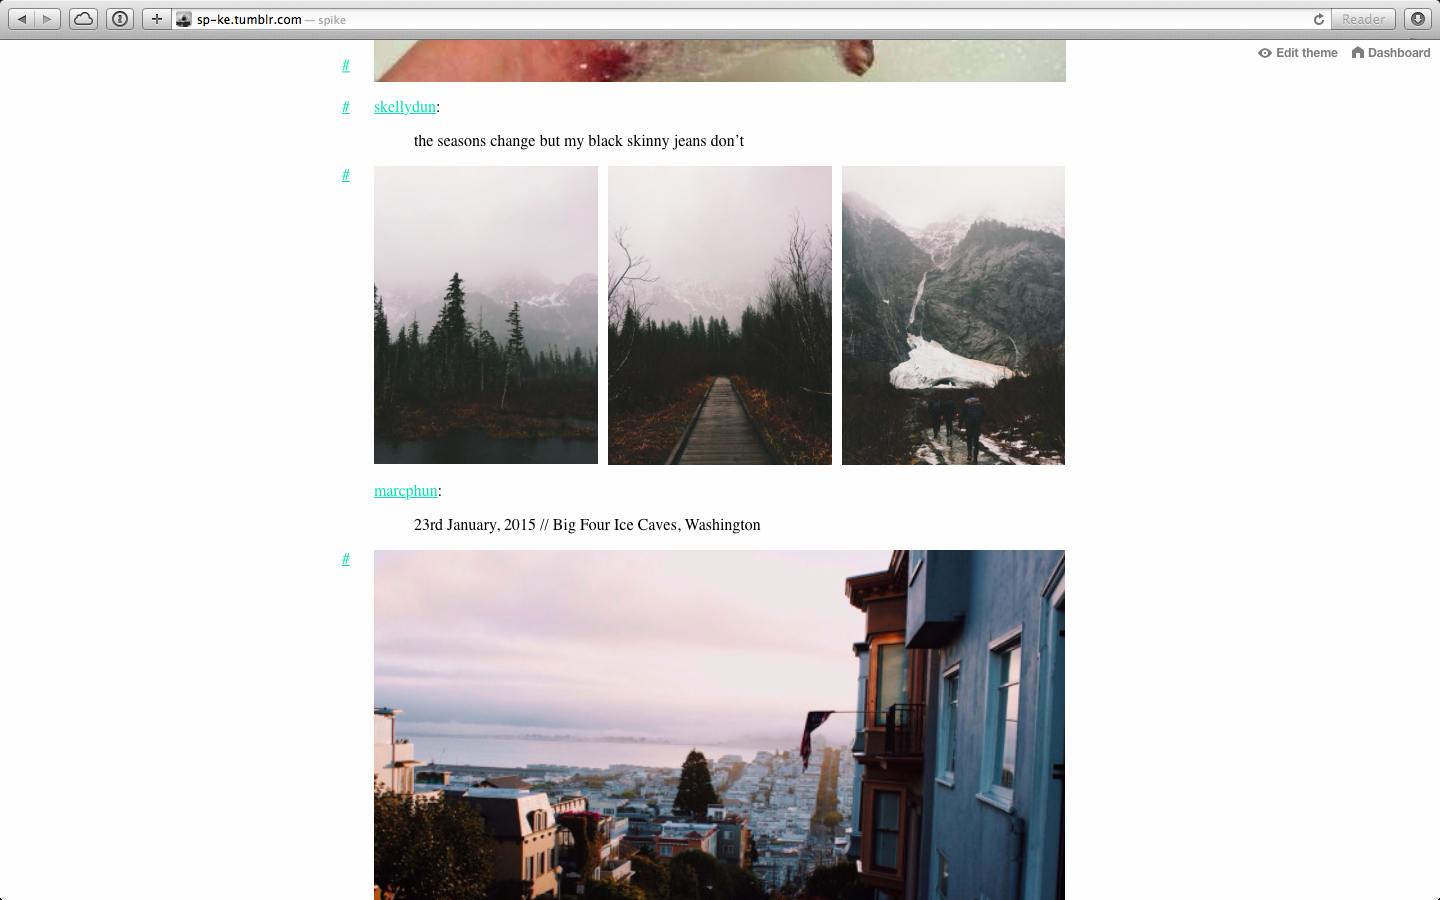 sp-ke.tumblr.com — spike
Reader
Edit theme Dashboard
#
# skellydun:
the seasons change but my black skinny jeans don’t
#
marcphun:
23rd January, 2015 // Big Four Ice Caves, Washington
#